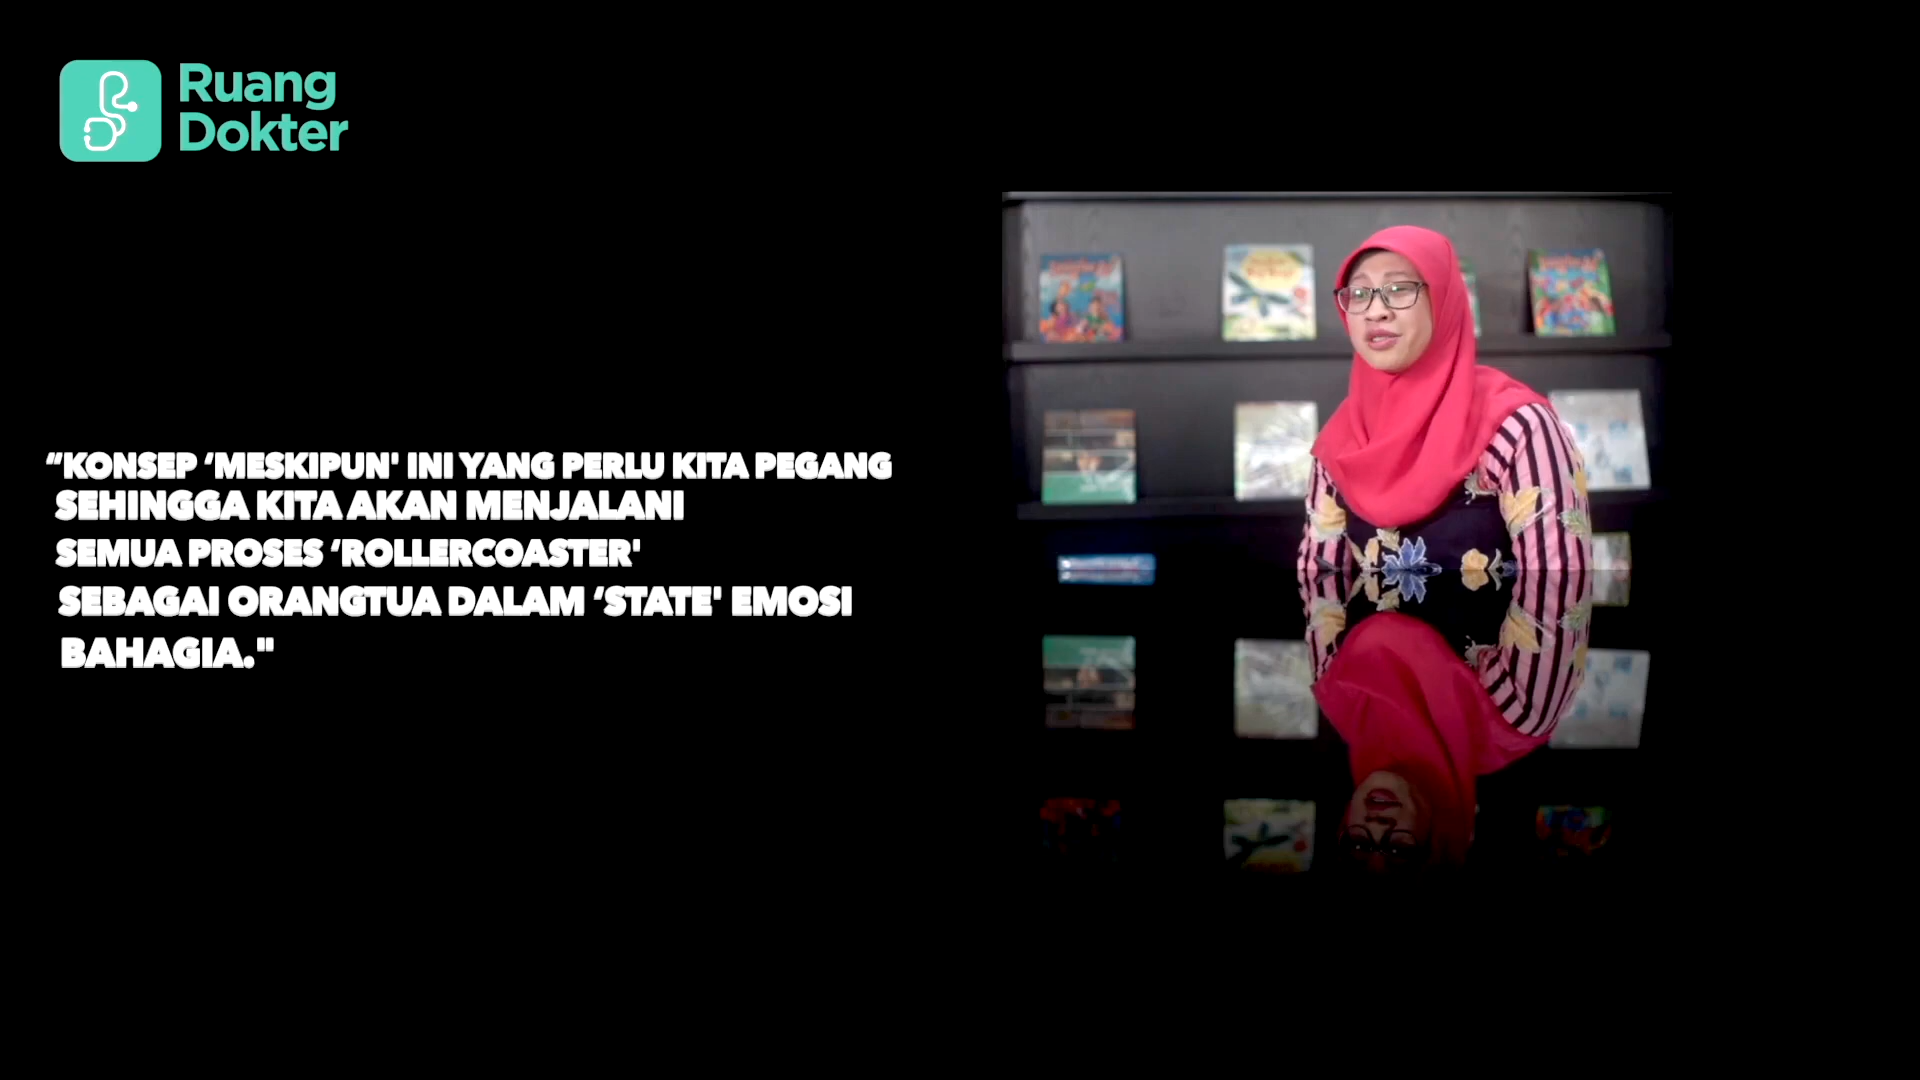 Ruang
Dokter
“KONSEP ‘MESKIPUN' INI YANG PERLU KITA PEGANG
SEHINGGA KITA AKAN MENJALANI
SEMUA PROSES ‘ROLLERCOASTER'
SEBAGAI ORANGTUA DALAM ‘STATE' EMOSI
BAHAGIA."